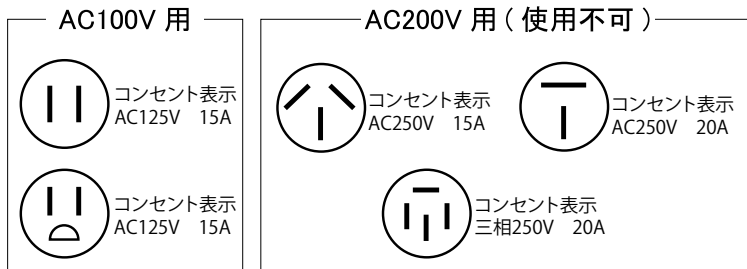 AC100V 用
コンセント表示
AC125V 15A
コンセント表示
AC125V 15A
AC200V 用 ( 使用不可 )
コンセント表示
AC250V 15A
コンセント表示
AC250V 20A
コンセント表示
三相250V 20A